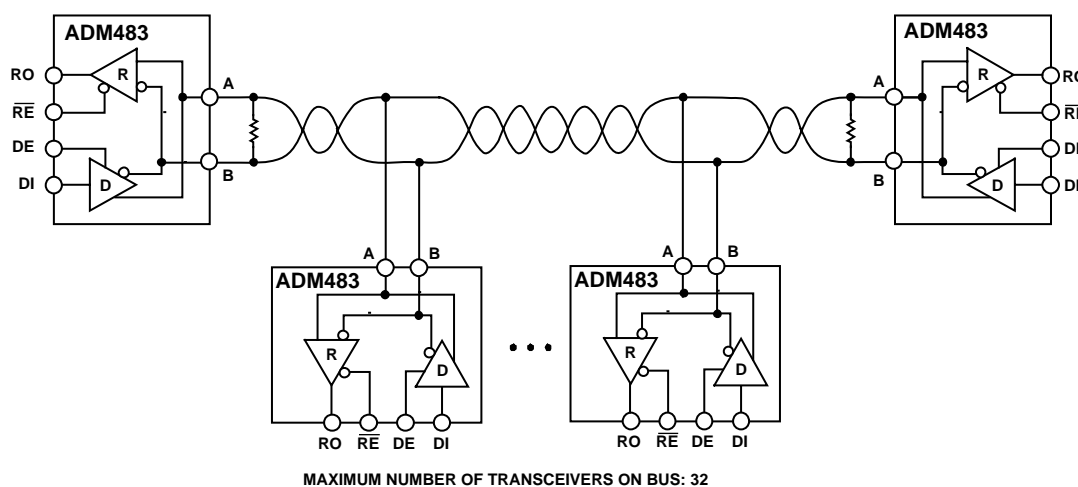 ADM483
RO
R
A
RE
DE
B
DI
D
ADM483
A
R
B
D
A
B
ADM483
R
D
RO
RE
DE
DI
A
B
ADM483
R
D
RO
RE
DE
DI
MAXIMUM NUMBER OF TRANSCEIVERS ON BUS: 32